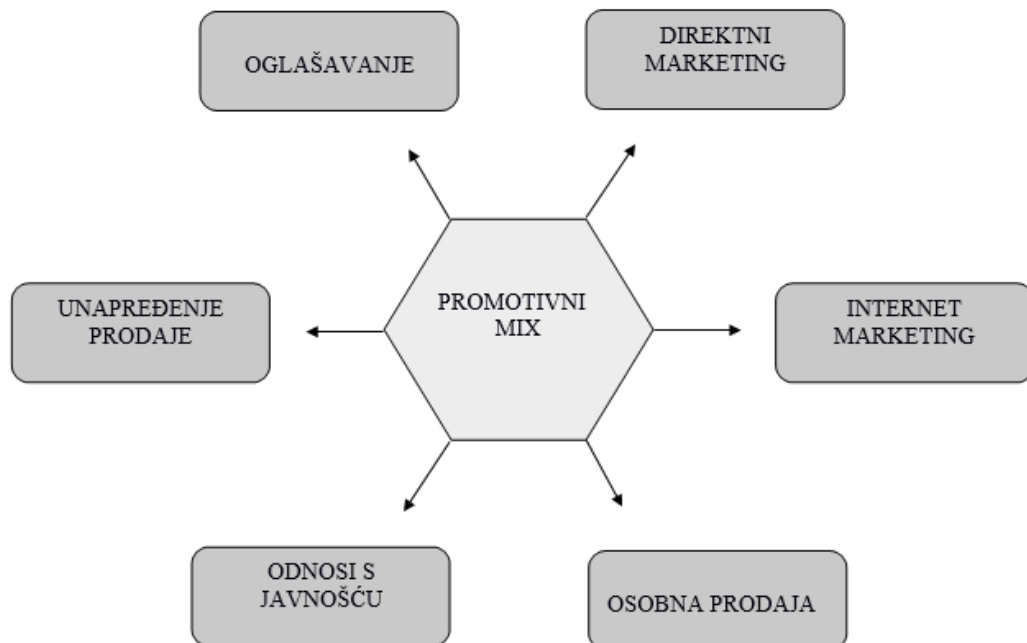 OGLAŠAVANJE
DIREKTNI
MARKETING
UNAPREĐENJE
PRODAJE
PROMOTIVNI
MIX
INTERNET
MARKETING
ODNOSI S
JAVNOŠĆU
OSOBNA PRODAJA